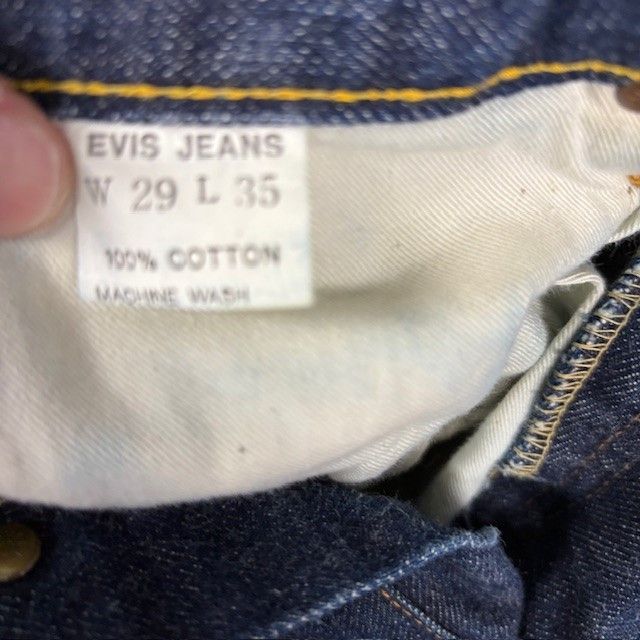 EVIS JEANS
W 29 L 35
100% COTTON
MACHINE WASH